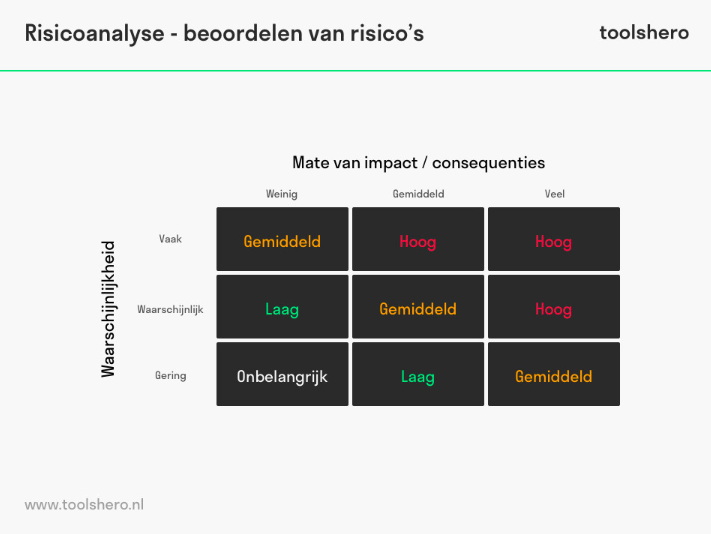 Risicoanalyse - beoordelen van risico's
toolshero
Mate van impact / consequenties
Weinig
Gemiddeld
Veel
Waarschijnlijkheid
Vaak
Gemiddeld
Hoog
Hoog
Waarschijnlijk
Laag
Gemiddeld
Hoog
Gering
Onbelangrijk
Laag
Gemiddeld
www.toolshero.nl